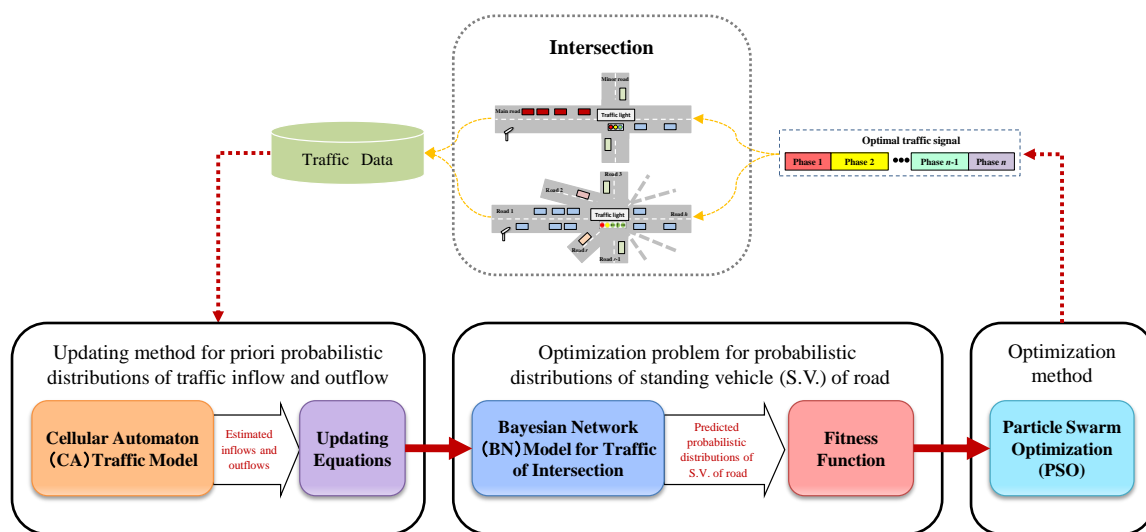 Intersection
Minor road
Main road
Traffic light
Traffic Data
Optimal traffic signal
Phase 1 Phase 2 ●●● Phase n-1 Phase n
Road 3
Road 2
Road 1
Traffic light
Road k
Road r
Road r-1
Updating method for priori probabilistic
distributions of traffic inflow and outflow
Cellular Automaton
(CA) Traffic Model
Estimated
inflows and
outflows
Updating
Equations
Optimization problem for probabilistic
distributions of standing vehicle (S.V.) of road
Bayesian Network
(BN) Model for Traffic
of Intersection
Predicted
probabilistic
distributions of
S.V. of road
Fitness
Function
Optimization
method
Particle Swarm
Optimization
(PSO)